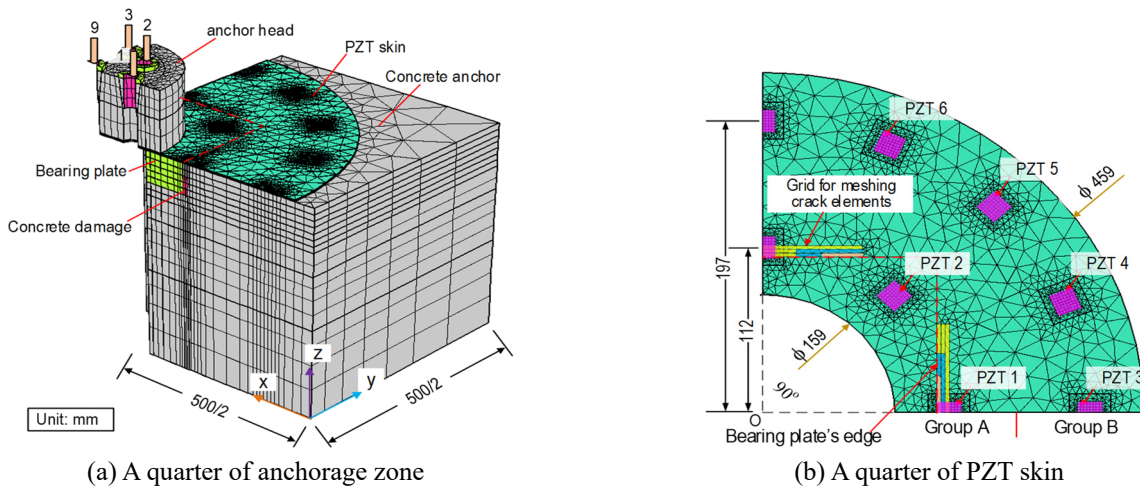 3
9
2
1
anchor head
PZT skin
Concrete anchor
Bearing plate
Concrete damage
z
x
y
500/2
500/2
Unit: mm
(a) A quarter of anchorage zone
PZT 6
PZT 5
Grid for meshing
crack elements
ϕ 459
197
PZT 2
PZT 4
112
ϕ 159
90°
PZT 1
PZT 3
O
Bearing plate's edge
Group A
Group B
(b) A quarter of PZT skin